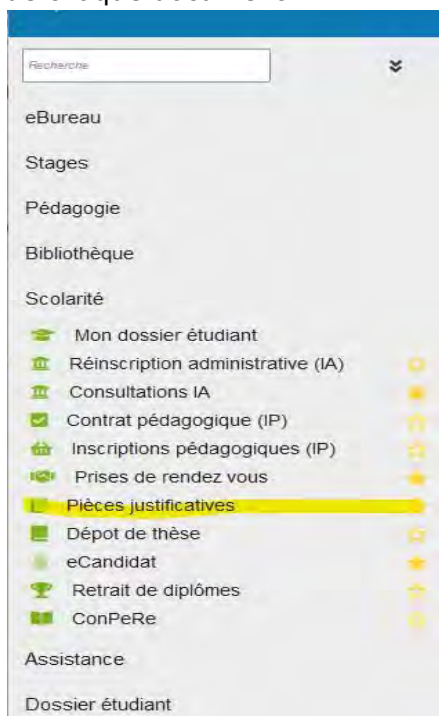 Recherche
eBureau
Stages
Pédagogie
Bibliothèque
Scolarité
Mon dossier étudiant
Réinscription administrative (IA)
Consultations IA
Contrat pédagogique (IP)
Inscriptions pédagogiques (IP)
Prises de rendez vous
Pièces justificatives
Dépot de thèse
eCandidat
Retrait de diplômes
ConPeRe
Assistance
Dossier étudiant